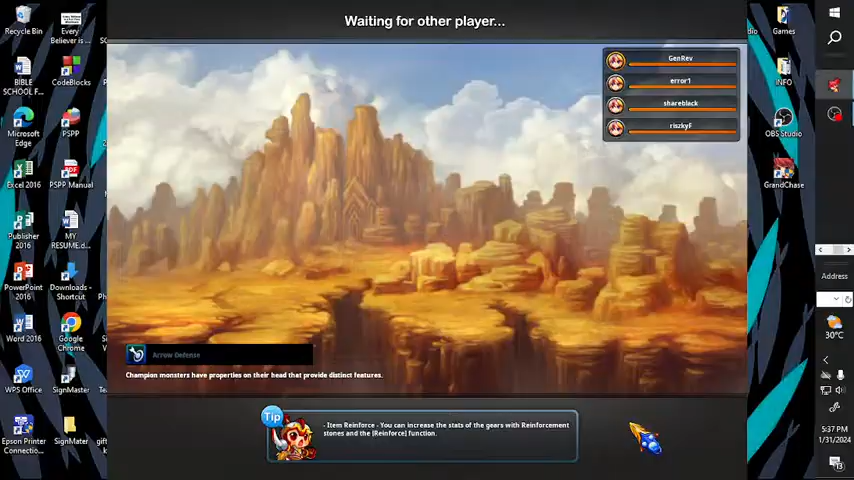 Waiting for other player...
GenRev
error1
shareblack
riszkyF
Arrow Defense
Champion monsters have properties on their head that provide distinct features.
Tip
- Item Reinforce - You can increase the stats of the gears with Reinforcement
stones and the [Reinforce] function.
Recycle Bin
Every
Believer is ...
BIBLE
SCHOOL F...
CodeBlocks
Microsoft
Edge
PSPP
Excel 2016
PSPP Manual
Publisher
2016
MY
RESUME.d...
PowerPoint
2016
Downloads -
Shortcut
Word 2016
Google
Chrome
WPS Office
SignMaster
Epson Printer
Connectio...
SignMater
Games
INFO
OBS Studio
GrandChase
Address
30°C
5:37 PM
1/31/2024
13